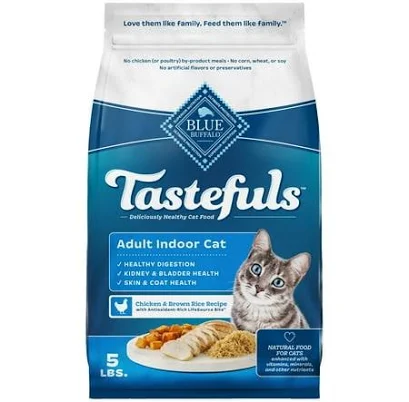 Love them like family. Feed them like family.™
No chicken (or poultry) by-product meals • No corn, wheat, or soy
No artificial flavors or preservatives
BLUE
BUFFALO
Tastefuls™
Deliciously Healthy Cat Food
Adult Indoor Cat
✓ HEALTHY DIGESTION
✓ KIDNEY & BLADDER HEALTH
✓ SKIN & COAT HEALTH
Chicken & Brown Rice Recipe
with Antioxidant-Rich LifeSource Bits®
5
LBS.
NATURAL FOOD
FOR CATS
enhanced with
vitamins, minerals,
and other nutrients